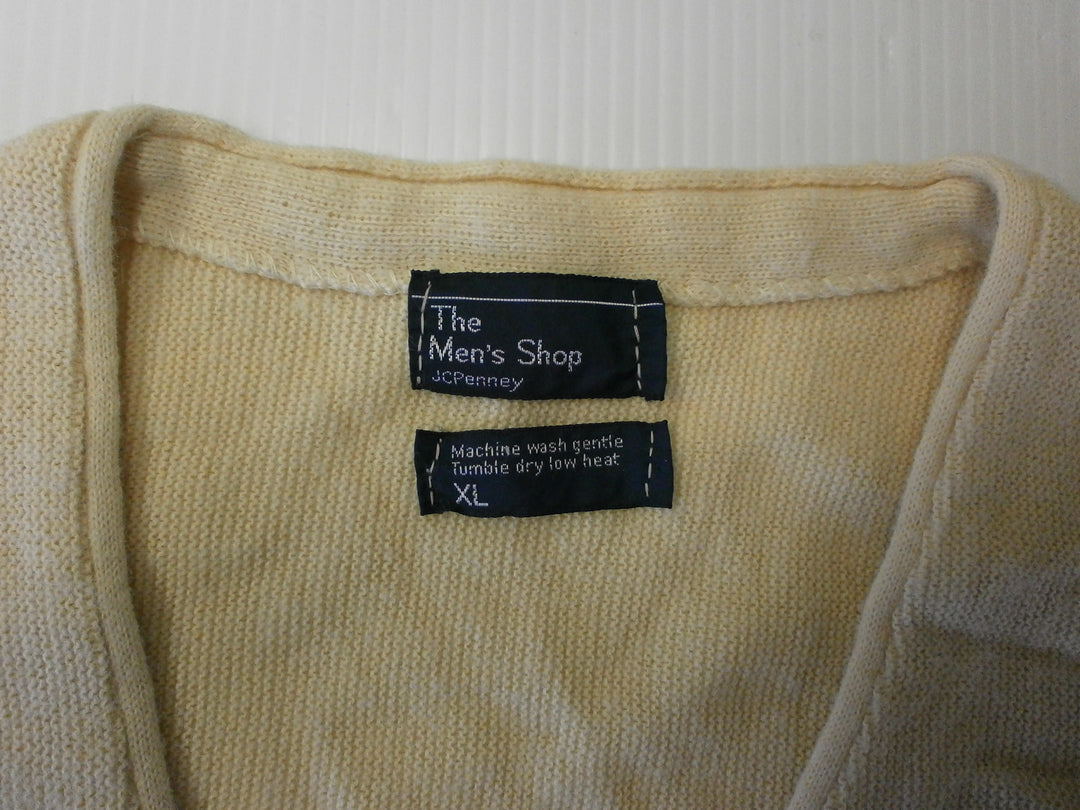 The
Men's Shop
JCPenney
Machine wash gentle
Tumble dry low heat
XL